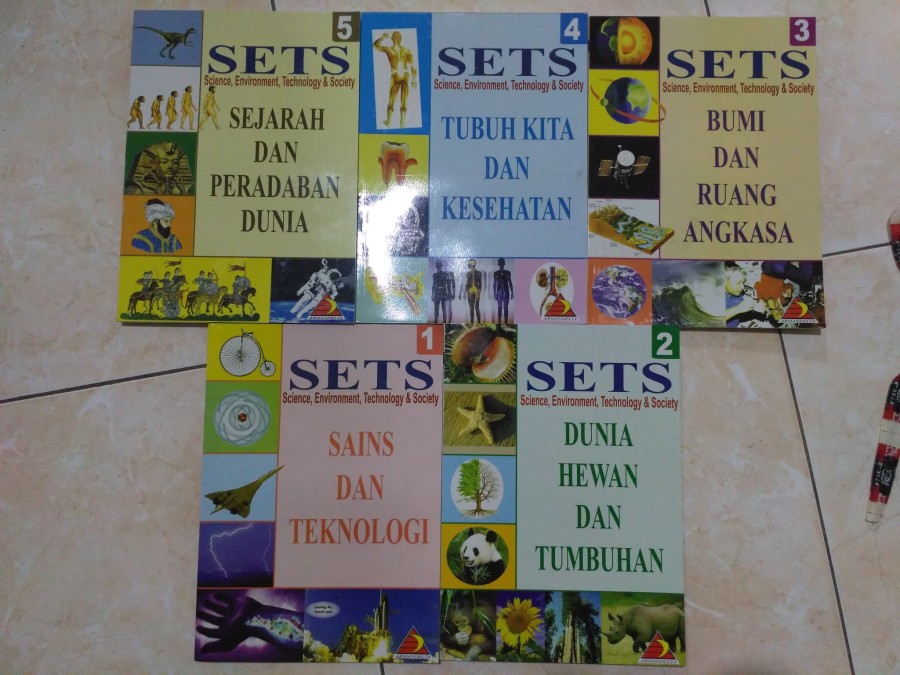 5
SETS
Science, Environment, Technology & Society
SEJARAH
DAN
PERADABAN
DUNIA
4
SETS
Science, Environment, Technology & Society
TUBUH KITA
DAN
KESEHATAN
3
SETS
Science, Environment, Technology & Society
BUMI
DAN
RUANG
ANGKASA
1
SETS
Science, Environment, Technology & Society
SAINS
DAN
TEKNOLOGI
2
SETS
Science, Environment, Technology & Society
DUNIA
HEWAN
DAN
TUMBUHAN